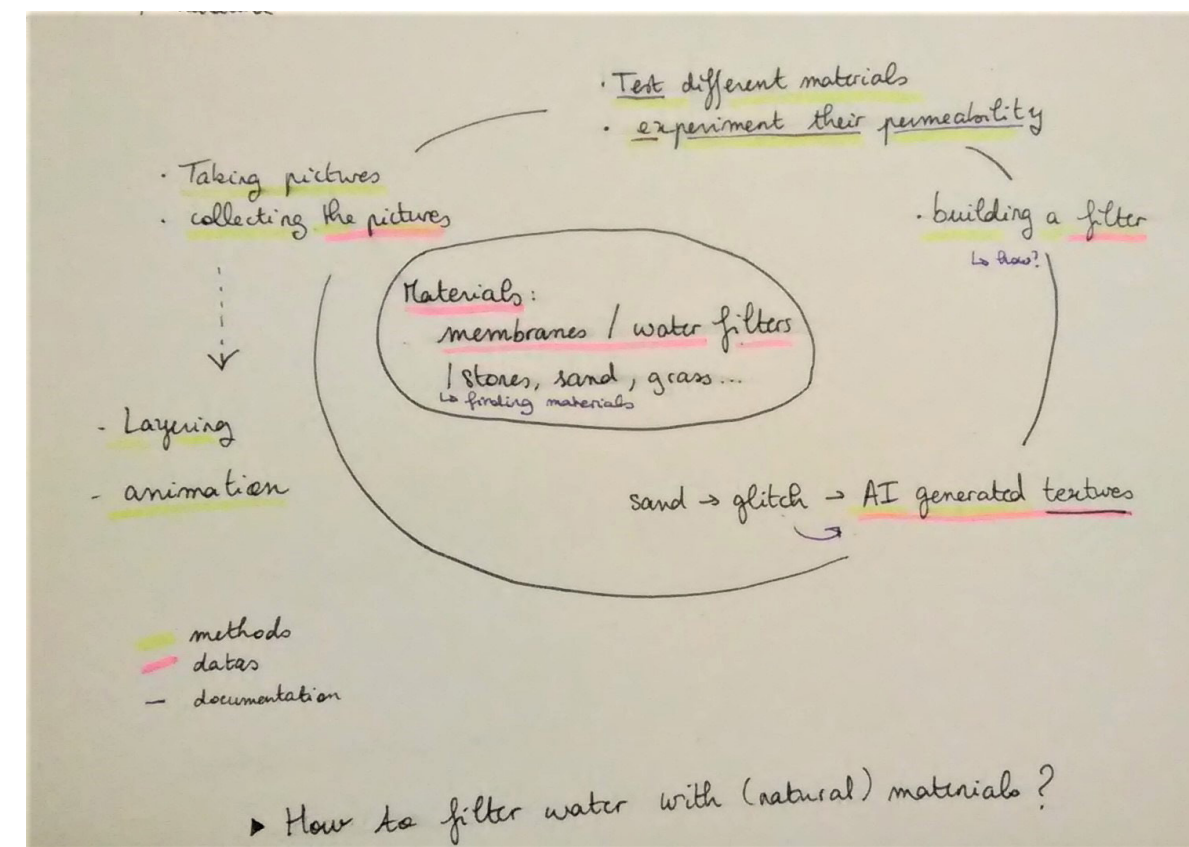 · Test different materials
· experiment their permeability
· Taking pictures
· collecting the pictures
· building a filter
↳ how?
Materials:
membranes / water filters
/ stones, sand, grass...
↳ finding materials
- Layering
- animation
sand → glitch → AI generated textures
methods
datas
— documentation
▸ How to filter water with (natural) materials?